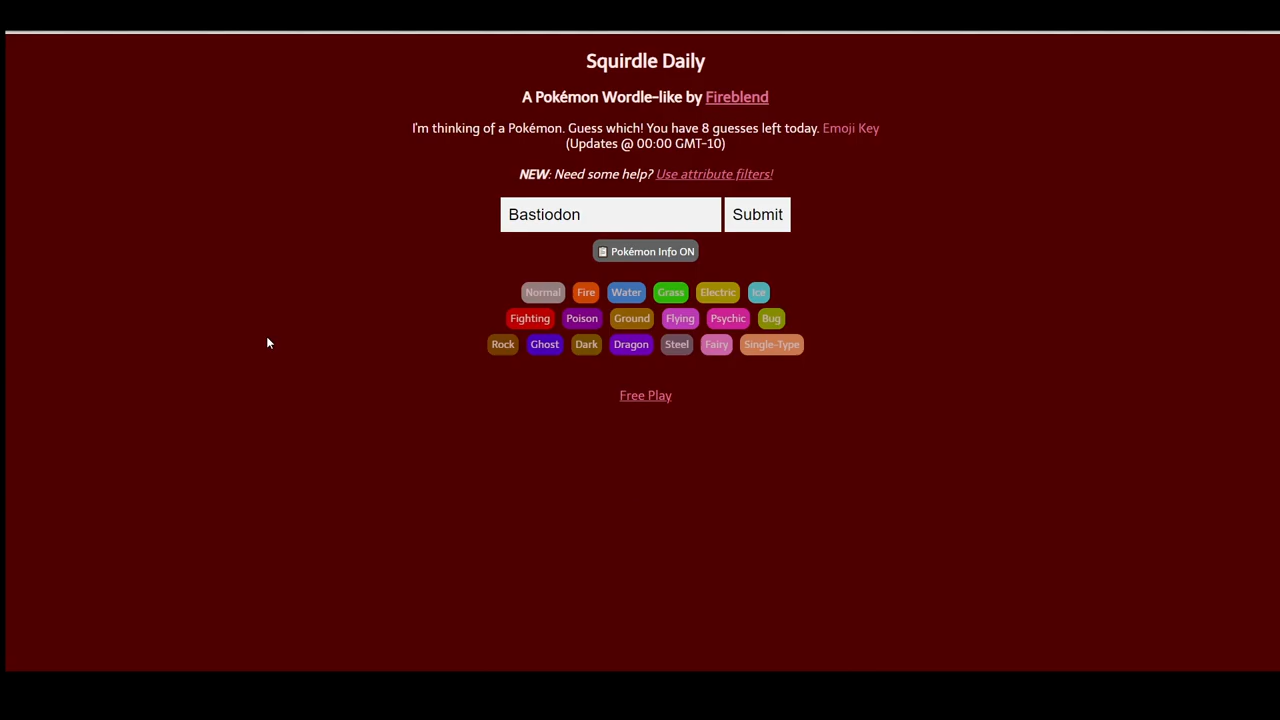 Squirdle Daily
A Pokémon Wordle-like by Fireblend
I'm thinking of a Pokémon. Guess which! You have 8 guesses left today. Emoji Key
(Updates @ 00:00 GMT-10)
NEW: Need some help? Use attribute filters!
Bastiodon Submit
📋 Pokémon Info ON
Normal Fire Water Grass Electric Ice
Fighting Poison Ground Flying Psychic Bug
Rock Ghost Dark Dragon Steel Fairy Single-Type
Free Play